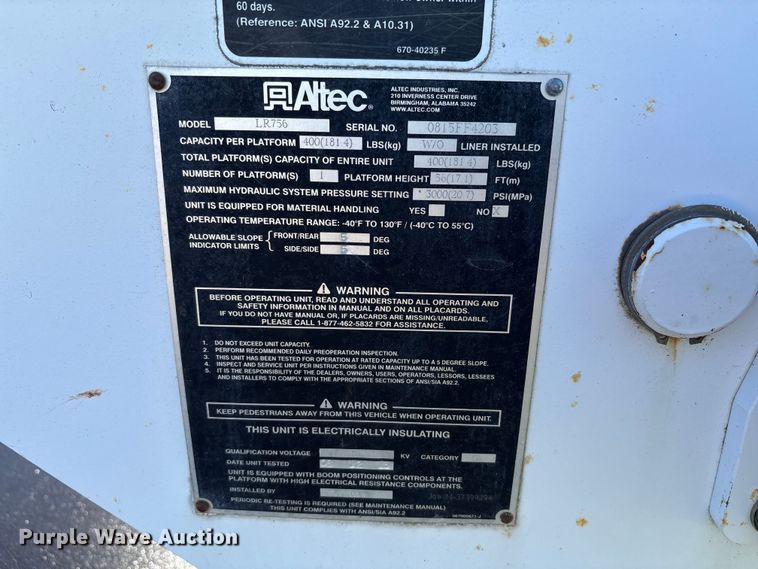 60 days.
(Reference: ANSI A92.2 & A10.31)
670-40235 F
Altec®
ALTEC INDUSTRIES, INC.
210 INVERNESS CENTER DRIVE
BIRMINGHAM, ALABAMA 35242
WWW.ALTEC.COM
MODEL LR756 SERIAL NO. 0815FF4203
CAPACITY PER PLATFORM 400(181.4) LBS(kg) W/O LINER INSTALLED
TOTAL PLATFORM(S) CAPACITY OF ENTIRE UNIT 400(181.4) LBS(kg)
NUMBER OF PLATFORM(S) 1 PLATFORM HEIGHT 56(17.1) FT(m)
MAXIMUM HYDRAULIC SYSTEM PRESSURE SETTING 3000(20.7) PSI(MPa)
UNIT IS EQUIPPED FOR MATERIAL HANDLING YES NO X
OPERATING TEMPERATURE RANGE: -40°F TO 130°F / (-40°C TO 55°C)
ALLOWABLE SLOPE INDICATOR LIMITS { FRONT/REAR 5 DEG
SIDE/SIDE 5 DEG
⚠ WARNING
BEFORE OPERATING UNIT, READ AND UNDERSTAND ALL OPERATING AND
SAFETY INFORMATION IN MANUAL AND ON ALL PLACARDS.
IF YOU DO NOT HAVE MANUAL OR, IF PLACARDS ARE MISSING/UNREADABLE,
PLEASE CALL 1-877-462-5832 FOR ASSISTANCE.
1. DO NOT EXCEED UNIT CAPACITY.
2. PERFORM RECOMMENDED DAILY PREOPERATION INSPECTION.
3. THIS UNIT HAS BEEN TESTED FOR OPERATION AT RATED CAPACITY UP TO A 5 DEGREE SLOPE.
4. INSPECT AND SERVICE UNIT PER INSTRUCTIONS GIVEN IN MAINTENANCE MANUAL.
5. IT IS THE RESPONSIBILITY OF THE DEALERS, OWNERS, USERS, OPERATORS, LESSORS, LESSEES
AND INSTALLERS TO COMPLY WITH THE APPROPRIATE SECTIONS OF ANSI/SIA A92.2.
⚠ WARNING
KEEP PEDESTRIANS AWAY FROM THIS VEHICLE WHEN OPERATING UNIT.
THIS UNIT IS ELECTRICALLY INSULATING
QUALIFICATION VOLTAGE KV CATEGORY
DATE UNIT TESTED
UNIT IS EQUIPPED WITH BOOM POSITIONING CONTROLS AT THE
PLATFORM WITH HIGH ELECTRICAL RESISTANCE COMPONENTS.
INSTALLED BY
PERIODIC RE-TESTING IS REQUIRED (SEE MAINTENANCE MANUAL)
THIS UNIT COMPLIES WITH ANSI/SIA A92.2
Purple Wave Auction